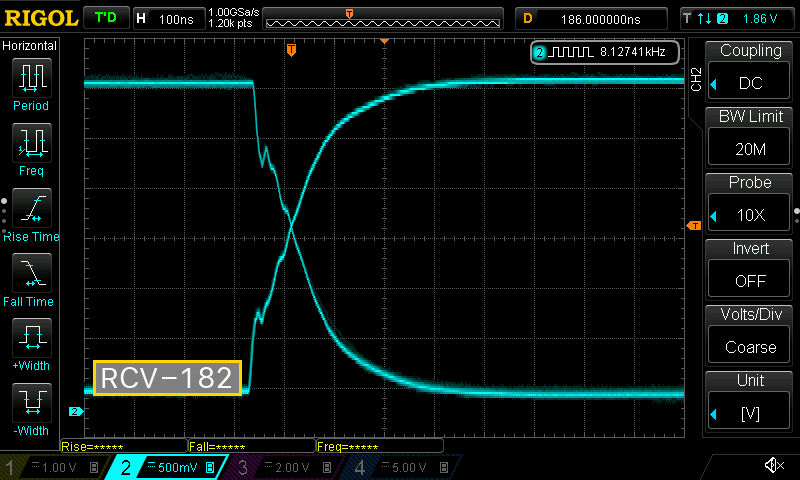 RIGOL T'D H 100ns 1.00GSa/s 1.20k pts D 186.000000ns T 2 1.86 V
Horizontal
Period
Freq
Rise Time
Fall Time
+Width
-Width
T
2 8.12741kHz
T
RCV-182
2
CH2
Coupling
DC
BW Limit
20M
Probe
10X
Invert
OFF
Volts/Div
Coarse
Unit
[V]
Rise=***** Fall=***** Freq=*****
1 1.00 V B 2 500mV B 3 2.00 V B 4 5.00 V B